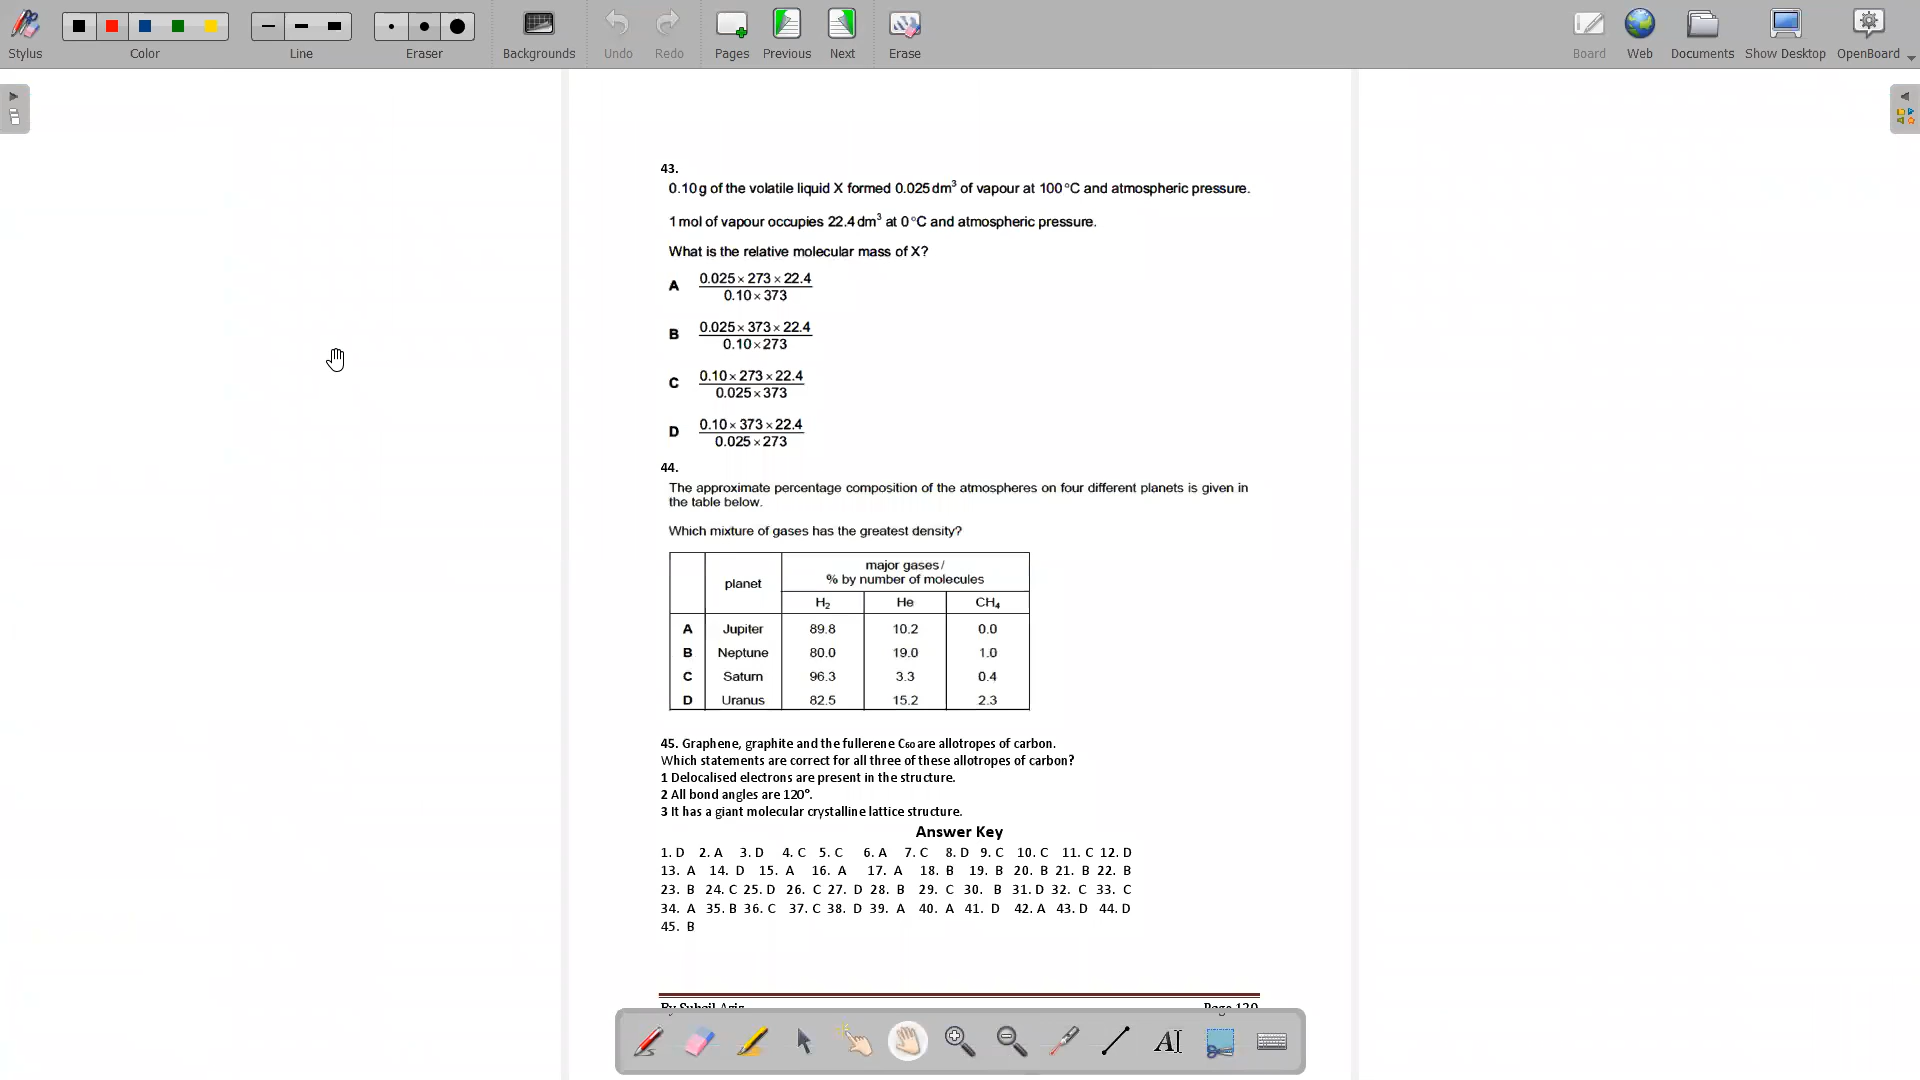 Stylus Color Line Eraser Backgrounds Undo Redo Pages Previous Next Erase Board Web Documents Show Desktop OpenBoard
43.
0.10 g of the volatile liquid X formed 0.025 dm³ of vapour at 100 °C and atmospheric pressure.
1 mol of vapour occupies 22.4 dm³ at 0 °C and atmospheric pressure.
What is the relative molecular mass of X?
0.025 × 273 × 22.4
A
0.10 × 373
0.025 × 373 × 22.4
B
0.10 × 273
0.10 × 273 × 22.4
C
0.025 × 373
0.10 × 373 × 22.4
D
0.025 × 273
44.
The approximate percentage composition of the atmospheres on four different planets is given in
the table below.
Which mixture of gases has the greatest density?
major gases /
planet % by number of molecules
H₂ He CH₄
A Jupiter 89.8 10.2 0.0
B Neptune 80.0 19.0 1.0
C Saturn 96.3 3.3 0.4
D Uranus 82.5 15.2 2.3
45. Graphene, graphite and the fullerene C₆₀ are allotropes of carbon.
Which statements are correct for all three of these allotropes of carbon?
1 Delocalised electrons are present in the structure.
2 All bond angles are 120°.
3 It has a giant molecular crystalline lattice structure.
Answer Key
1. D 2. A 3. D 4. C 5. C 6. A 7. C 8. D 9. C 10. C 11. C 12. D
13. A 14. D 15. A 16. A 17. A 18. B 19. B 20. B 21. B 22. B
23. B 24. C 25. D 26. C 27. D 28. B 29. C 30. B 31. D 32. C 33. C
34. A 35. B 36. C 37. C 38. D 39. A 40. A 41. D 42. A 43. D 44. D
45. B
By Suhail Aziz Page 120